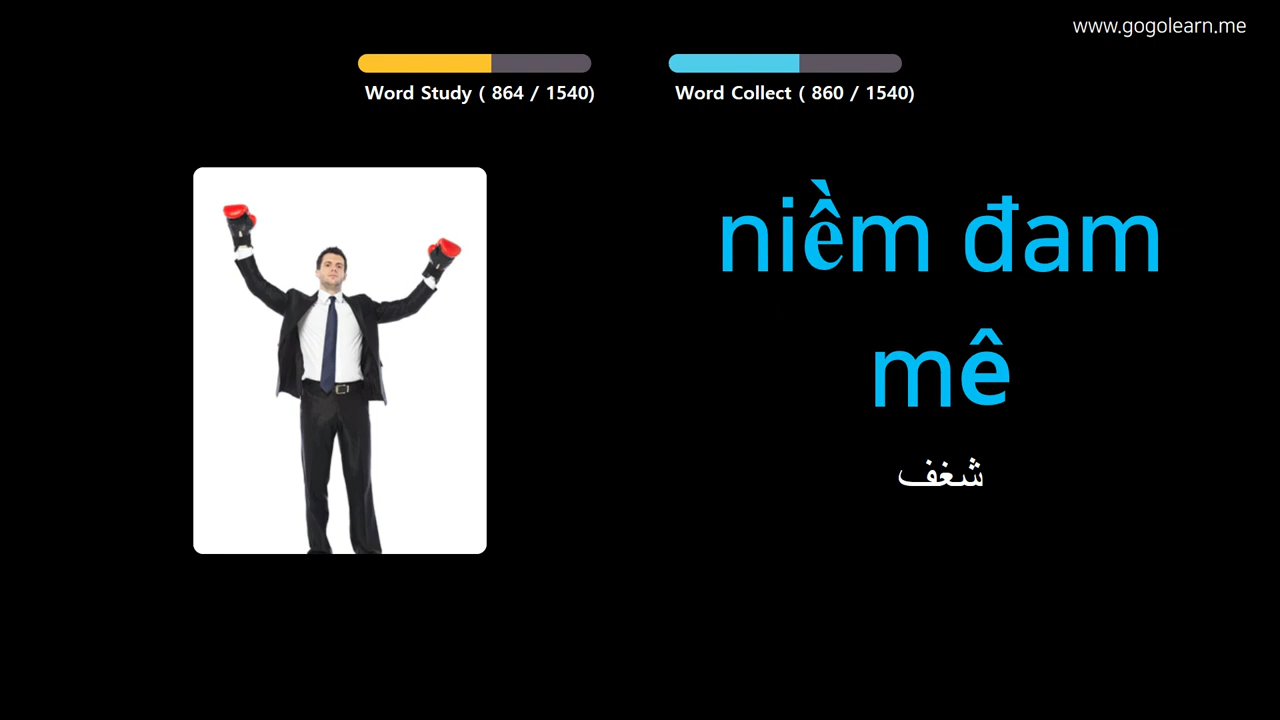 www.gogolearn.me
Word Study ( 864 / 1540)
Word Collect ( 860 / 1540)
niềm đam
mê
شغف